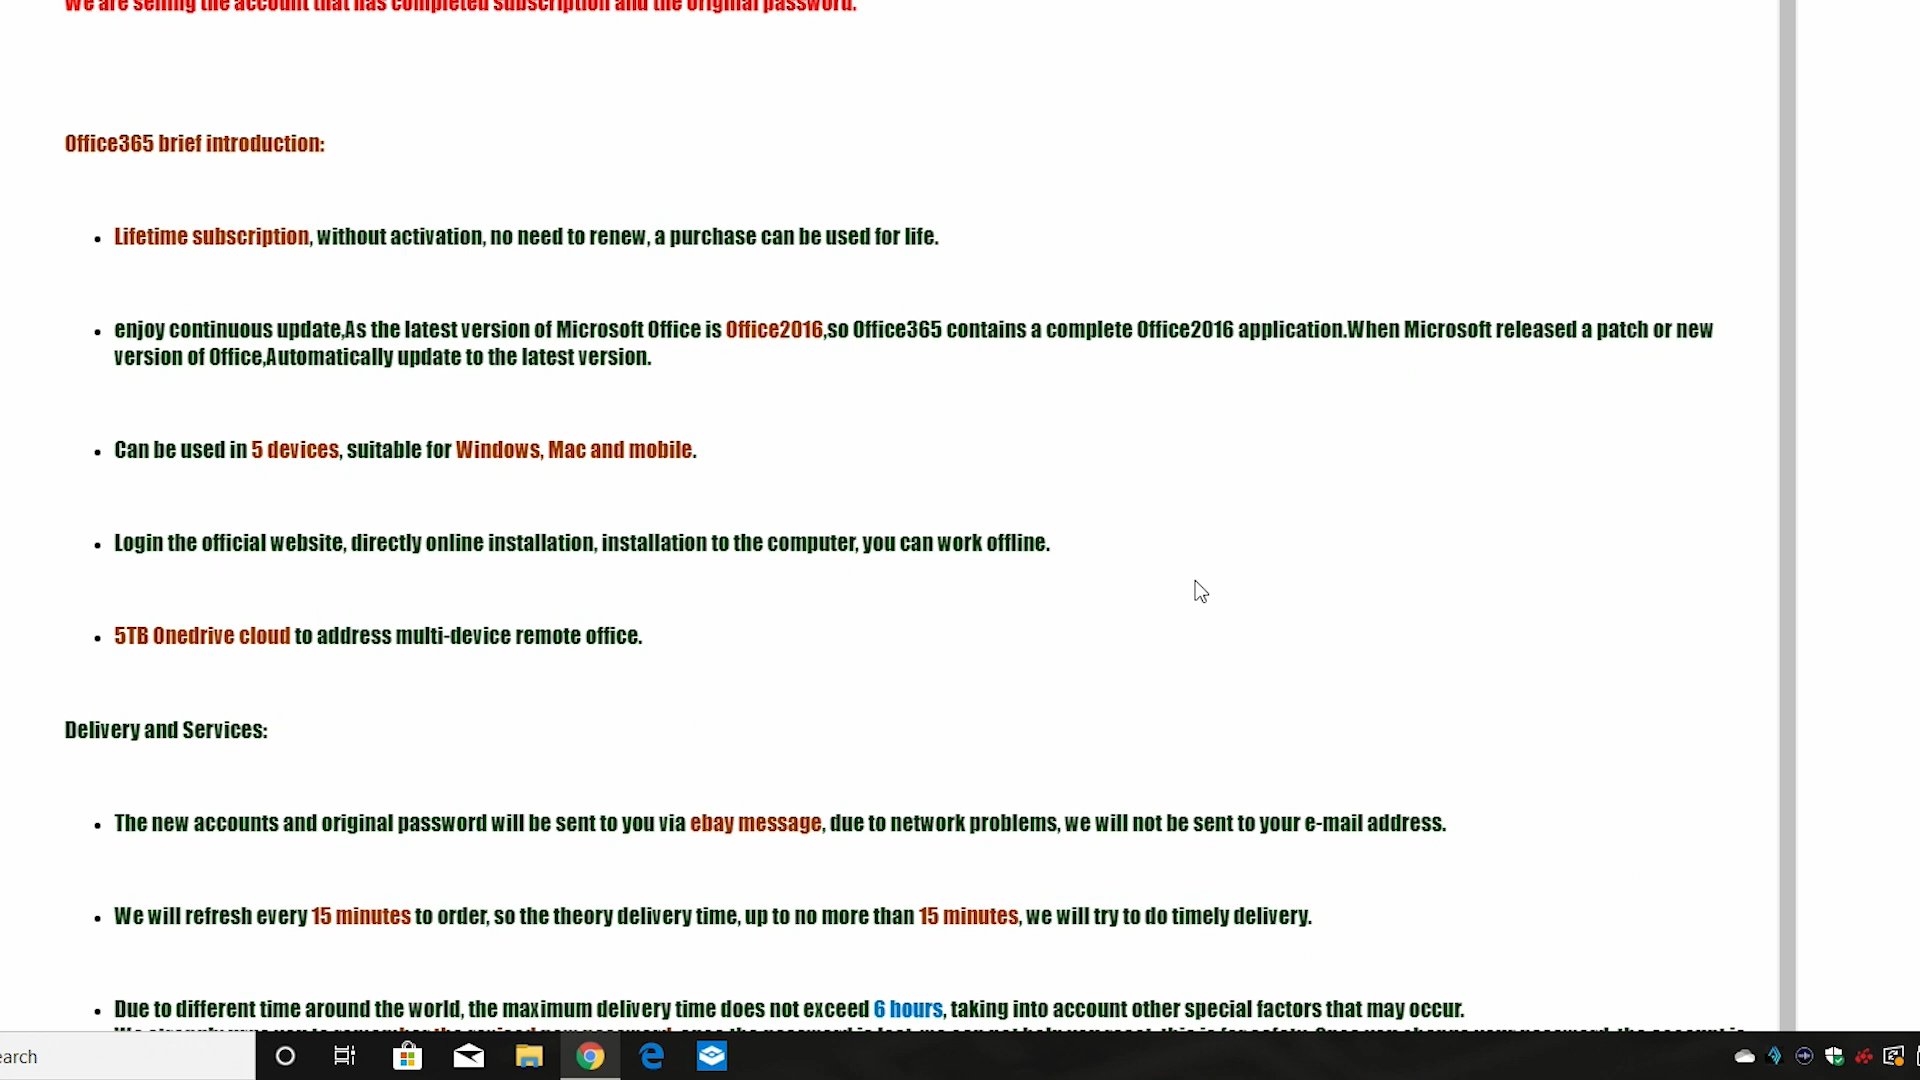 We are selling the account that has completed subscription and the original password.
Office365 brief introduction:
Lifetime subscription, without activation, no need to renew, a purchase can be used for life.
enjoy continuous update,As the latest version of Microsoft Office is Office2016,so Office365 contains a complete Office2016 application.When Microsoft released a patch or new
version of Office,Automatically update to the latest version.
Can be used in 5 devices, suitable for Windows, Mac and mobile.
Login the official website, directly online installation, installation to the computer, you can work offline.
5TB Onedrive cloud to address multi-device remote office.
Delivery and Services:
The new accounts and original password will be sent to you via ebay message, due to network problems, we will not be sent to your e-mail address.
We will refresh every 15 minutes to order, so the theory delivery time, up to no more than 15 minutes, we will try to do timely delivery.
Due to different time around the world, the maximum delivery time does not exceed 6 hours, taking into account other special factors that may occur.
earch